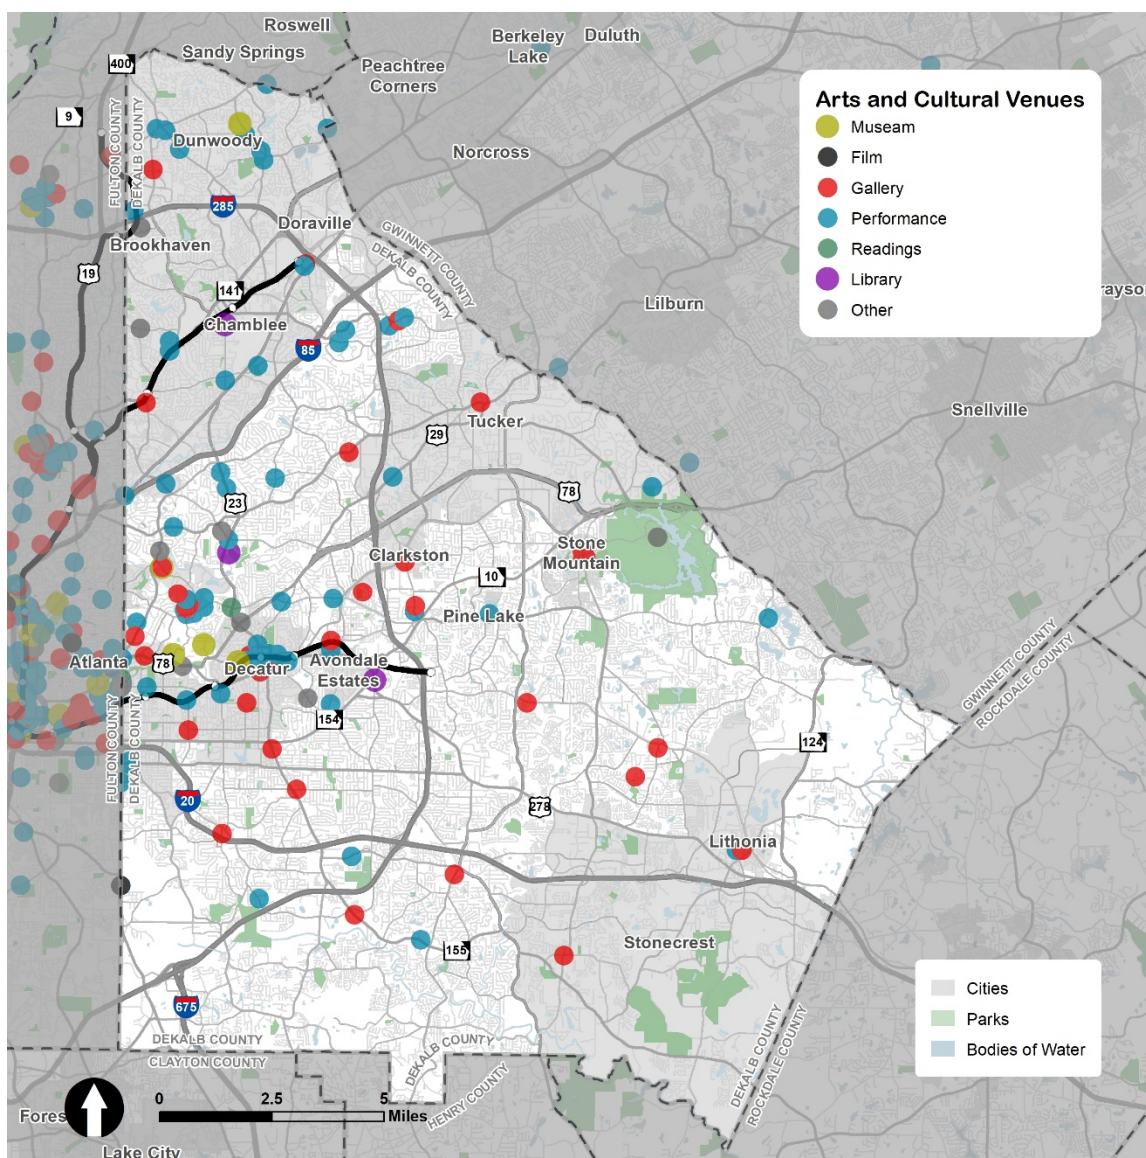 Roswell
Sandy Springs
Berkeley
Lake
Duluth
Peachtree
Corners
400
9
FULTON COUNTY
DEKALB COUNTY
Dunwoody
Norcross
285
Doraville
Brookhaven
GWINNETT COUNTY
DEKALB COUNTY
19
141
Chamblee
85
Lilburn
Arts and Cultural Venues
Museam
Film
Gallery
Performance
Readings
Library
Other
Snellville
Tucker
29
23
78
Clarkston
Stone
Mountain
10
Pine Lake
Atlanta
78
Decatur
Avondale
Estates
154
FULTON COUNTY
DEKALB COUNTY
GWINNETT COUNTY
ROCKDALE COUNTY
124
20
278
Lithonia
Stonecrest
155
675
DEKALB COUNTY
CLAYTON COUNTY
DEKALB COUNTY
HENRY COUNTY
DEKALB COUNTY
ROCKDALE COUNTY
Cities
Parks
Bodies of Water
0 2.5 5
Miles
Fores
Lake City